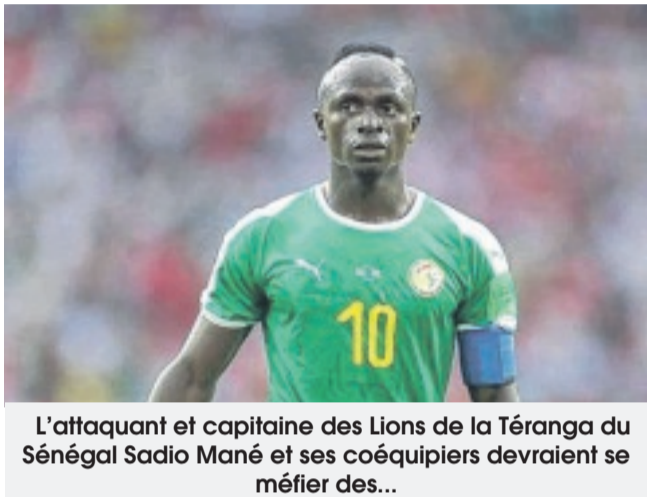 10
L'attaquant et capitaine des Lions de la Téranga du
Sénégal Sadio Mané et ses coéquipiers devraient se
méfier des...